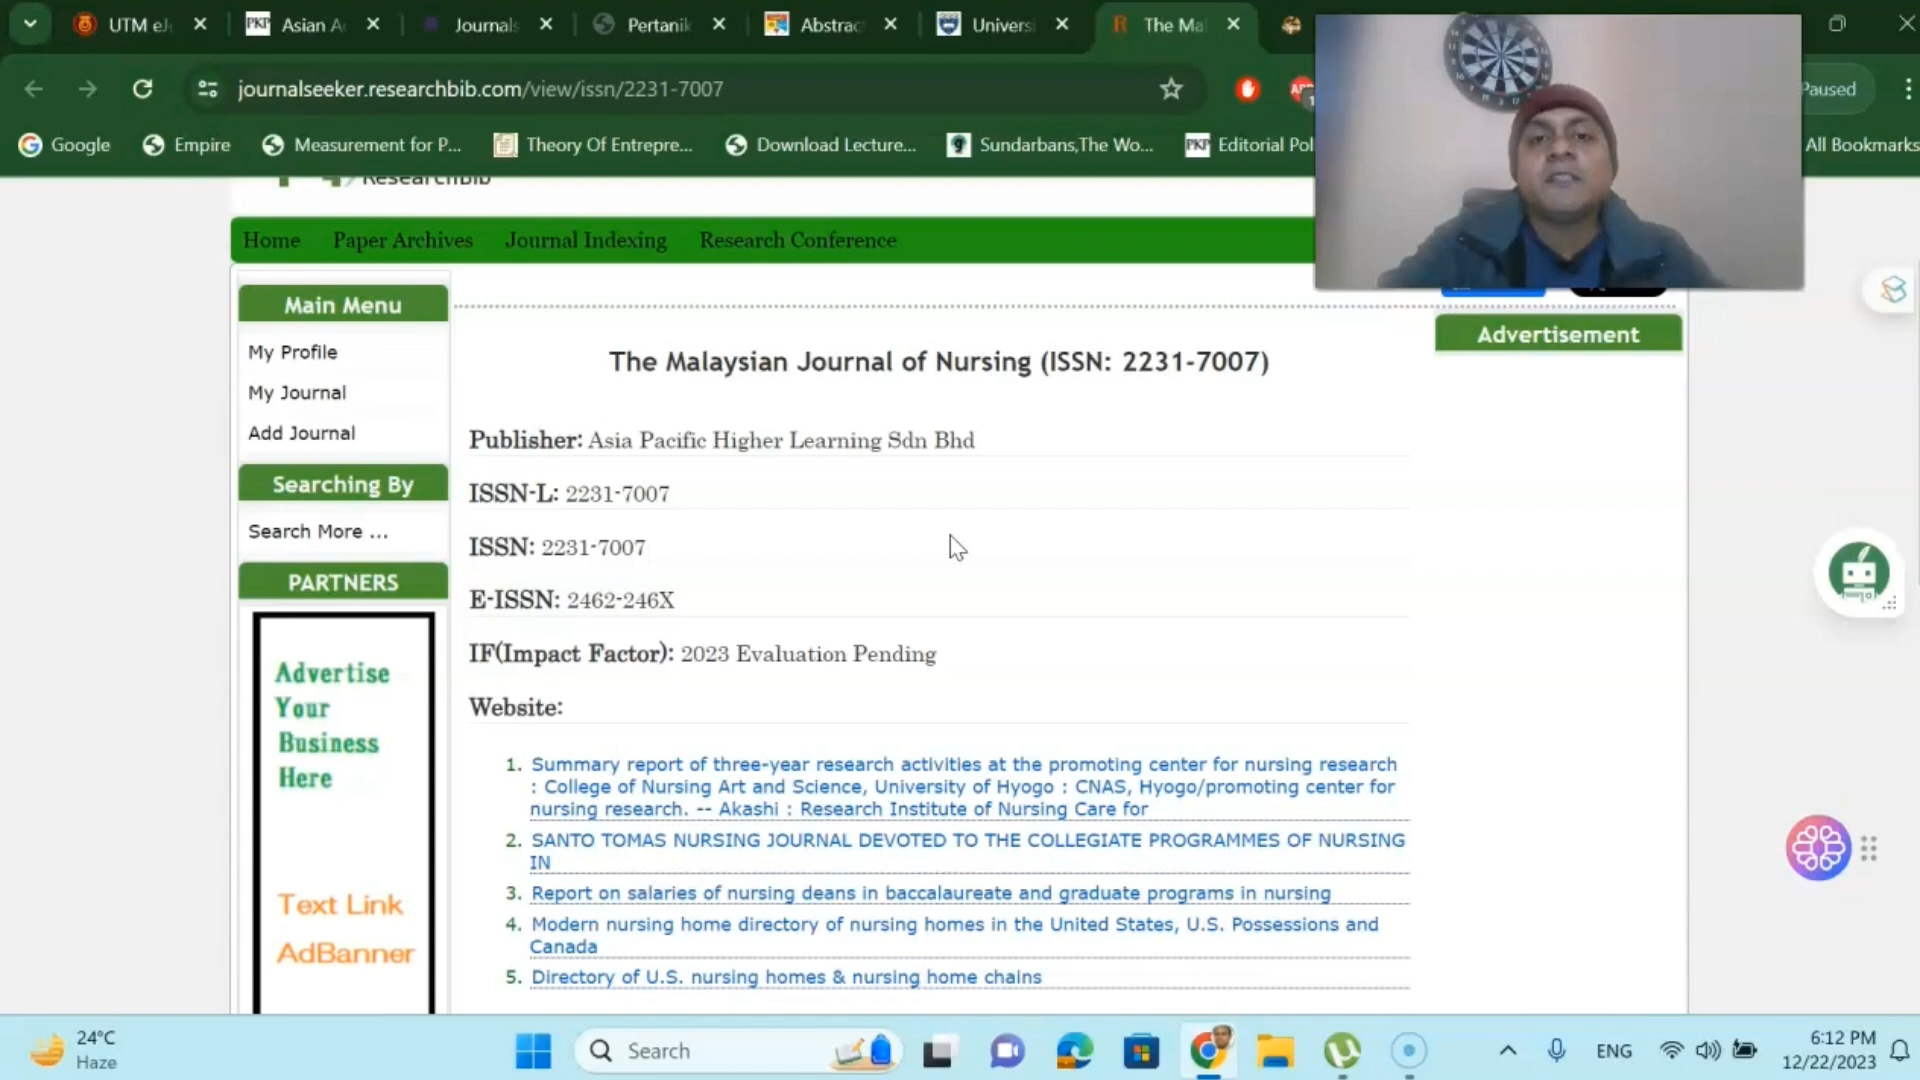 UTM eJ
Asian A
Journals
Pertanik
Abstrac
Universi
The Mal
journalseeker.researchbib.com/view/issn/2231-7007
Paused
Google
Empire
Measurement for P...
Theory Of Entrepre...
Download Lecture...
Sundarbans,The Wo...
PKP Editorial Pol
All Bookmarks
ResearchBib
Home
Paper Archives
Journal Indexing
Research Conference
Main Menu
My Profile
My Journal
Add Journal
Searching By
Search More ...
PARTNERS
Advertise
Your
Business
Here
Text Link
AdBanner
The Malaysian Journal of Nursing (ISSN: 2231-7007)
Publisher: Asia Pacific Higher Learning Sdn Bhd
ISSN-L: 2231-7007
ISSN: 2231-7007
E-ISSN: 2462-246X
IF(Impact Factor): 2023 Evaluation Pending
Website:
1. Summary report of three-year research activities at the promoting center for nursing research
: College of Nursing Art and Science, University of Hyogo : CNAS, Hyogo/promoting center for
nursing research. -- Akashi : Research Institute of Nursing Care for
2. SANTO TOMAS NURSING JOURNAL DEVOTED TO THE COLLEGIATE PROGRAMMES OF NURSING
IN
3. Report on salaries of nursing deans in baccalaureate and graduate programs in nursing
4. Modern nursing home directory of nursing homes in the United States, U.S. Possessions and
Canada
5. Directory of U.S. nursing homes & nursing home chains
Advertisement
24°C
Haze
Search
ENG
6:12 PM
12/22/2023